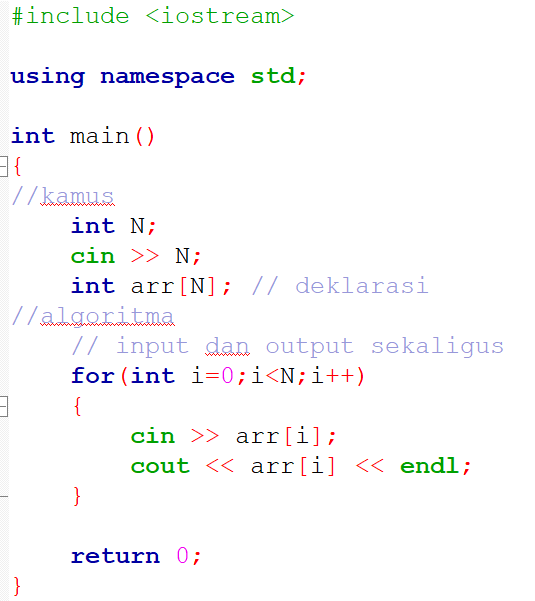 #include <iostream>
using namespace std;
int main()
{
//kamus
int N;
cin >> N;
int arr[N]; // deklarasi
//algoritma
// input dan output sekaligus
for(int i=0;i<N;i++)
{
cin >> arr[i];
cout << arr[i] << endl;
}
return 0;
}